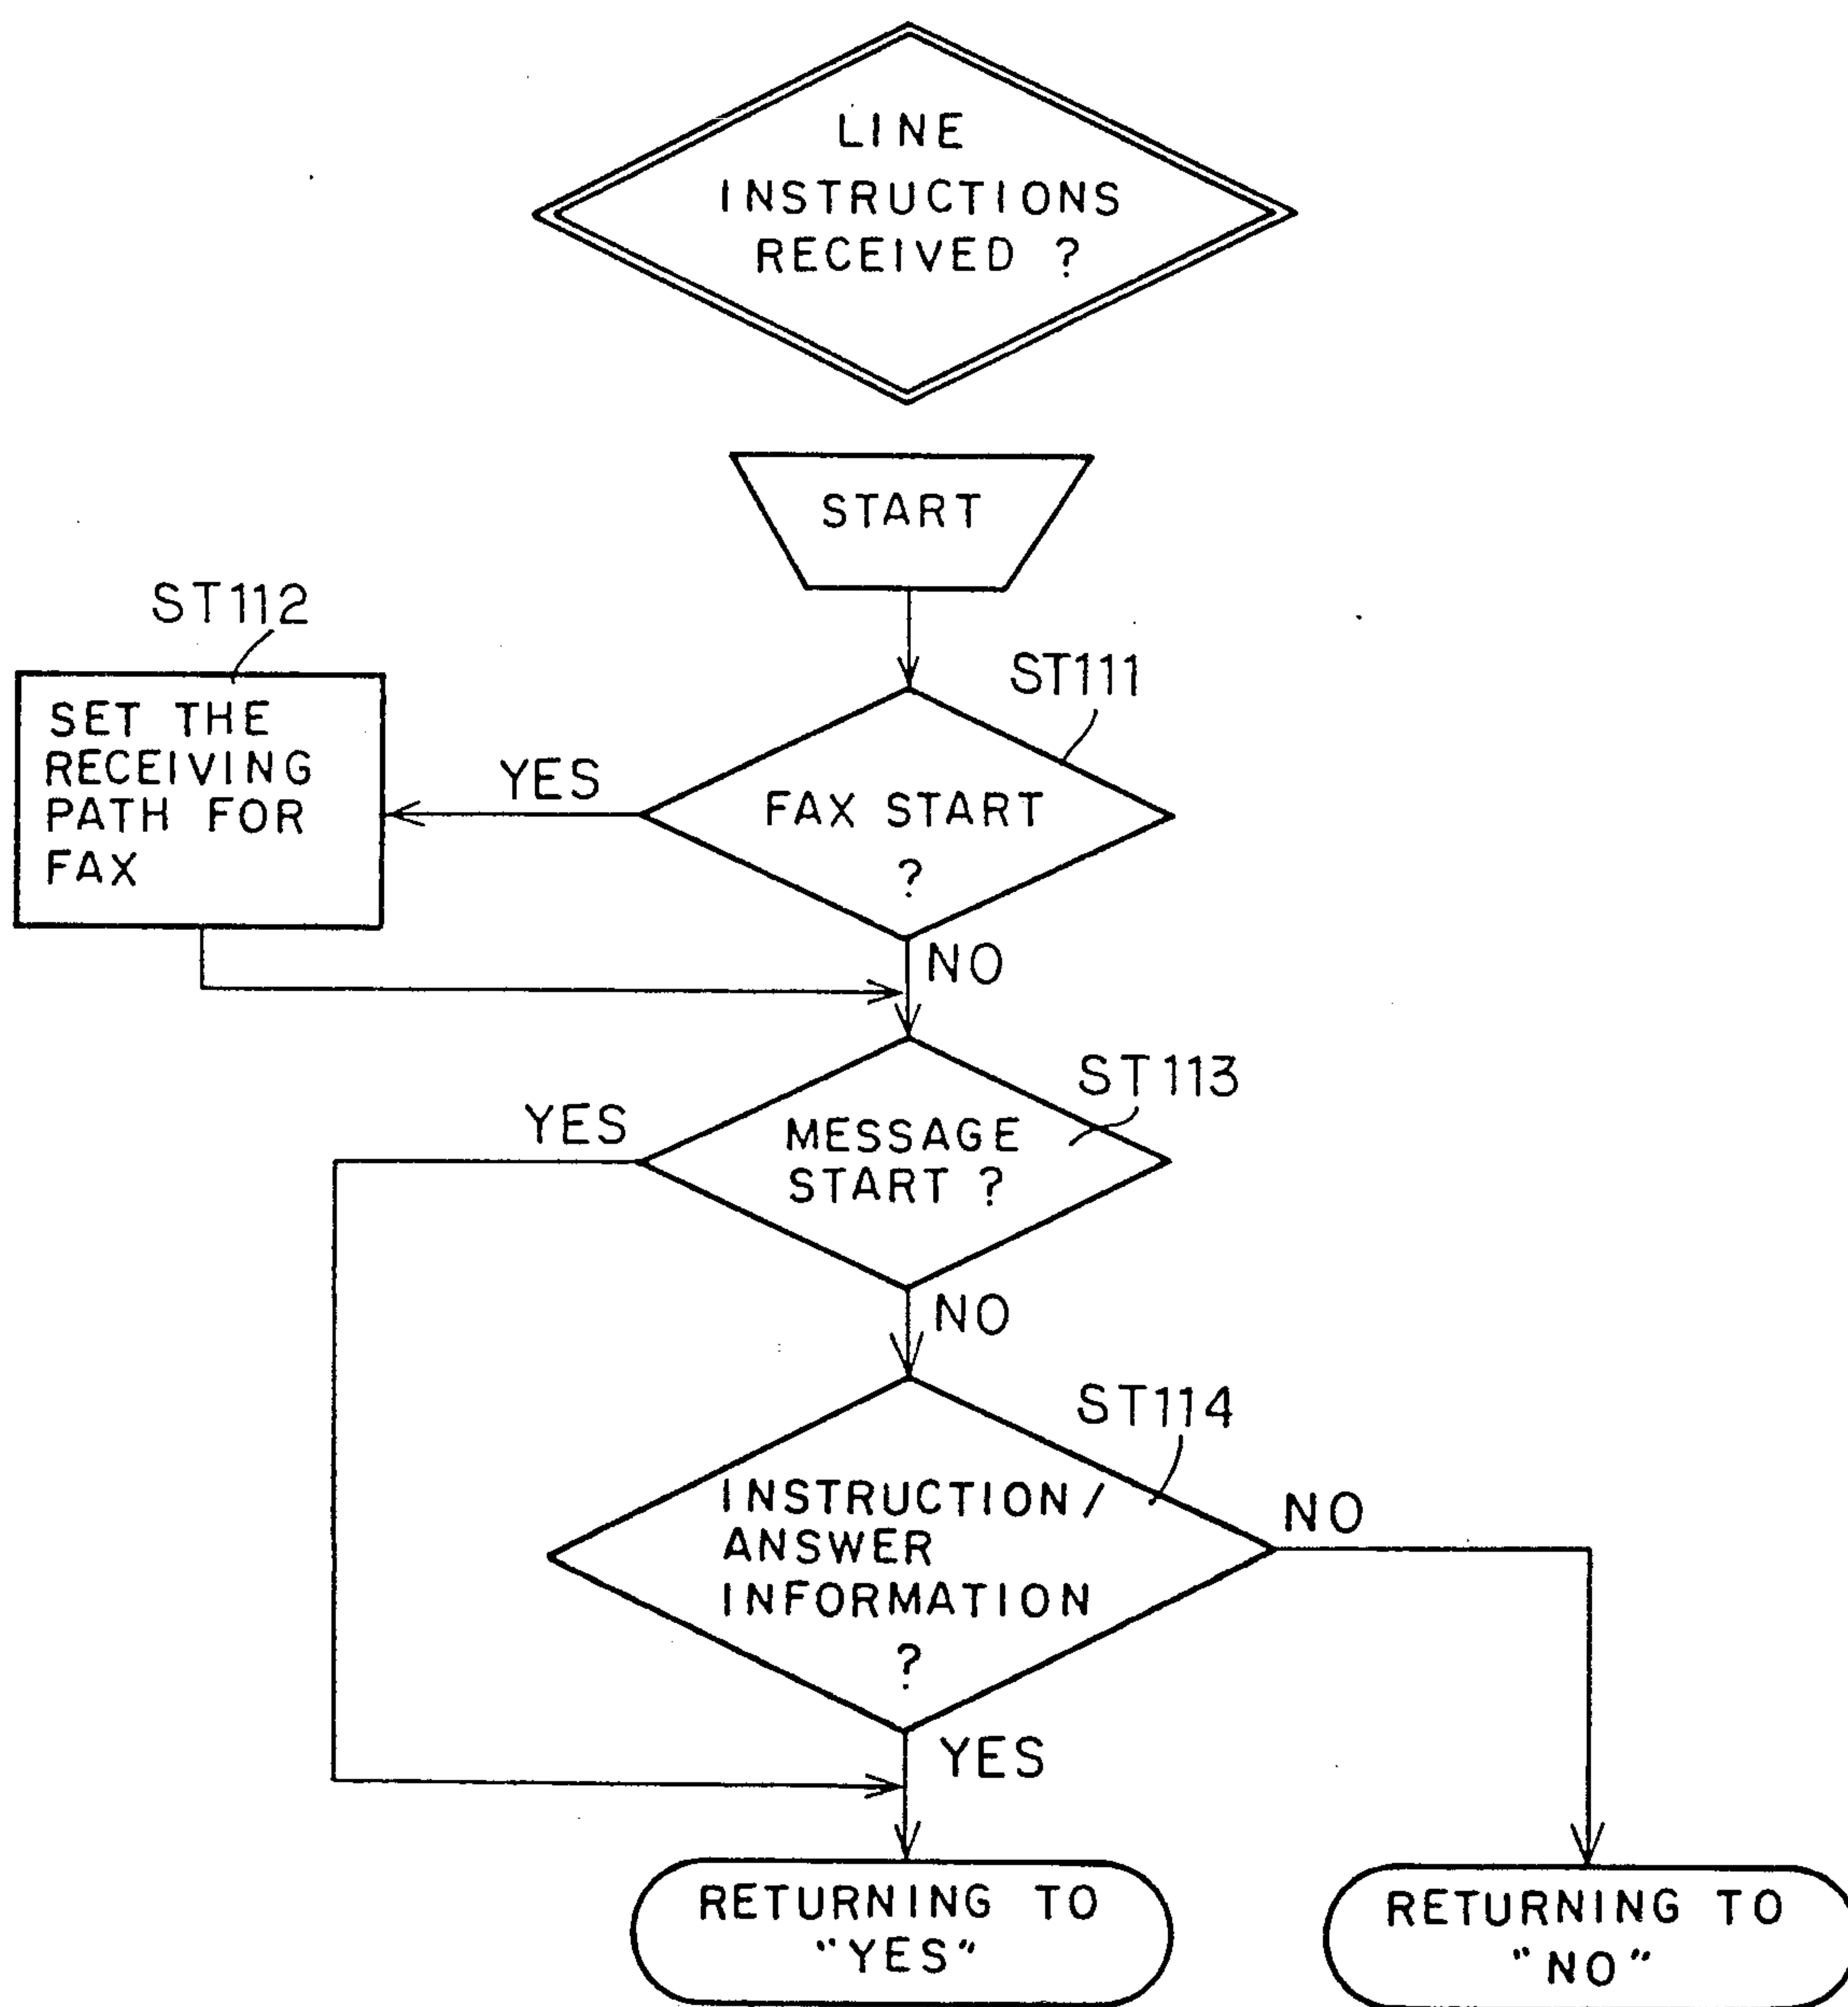 LINE
INSTRUCTIONS
RECEIVED ?
START
ST112
SET THE
RECEIVING
PATH FOR
FAX
ST111
YES
FAX START
?
NO
ST113
YES
MESSAGE
START ?
NO
ST114
INSTRUCTION/
ANSWER
INFORMATION
?
NO
YES
RETURNING TO
"YES"
RETURNING TO
"NO"